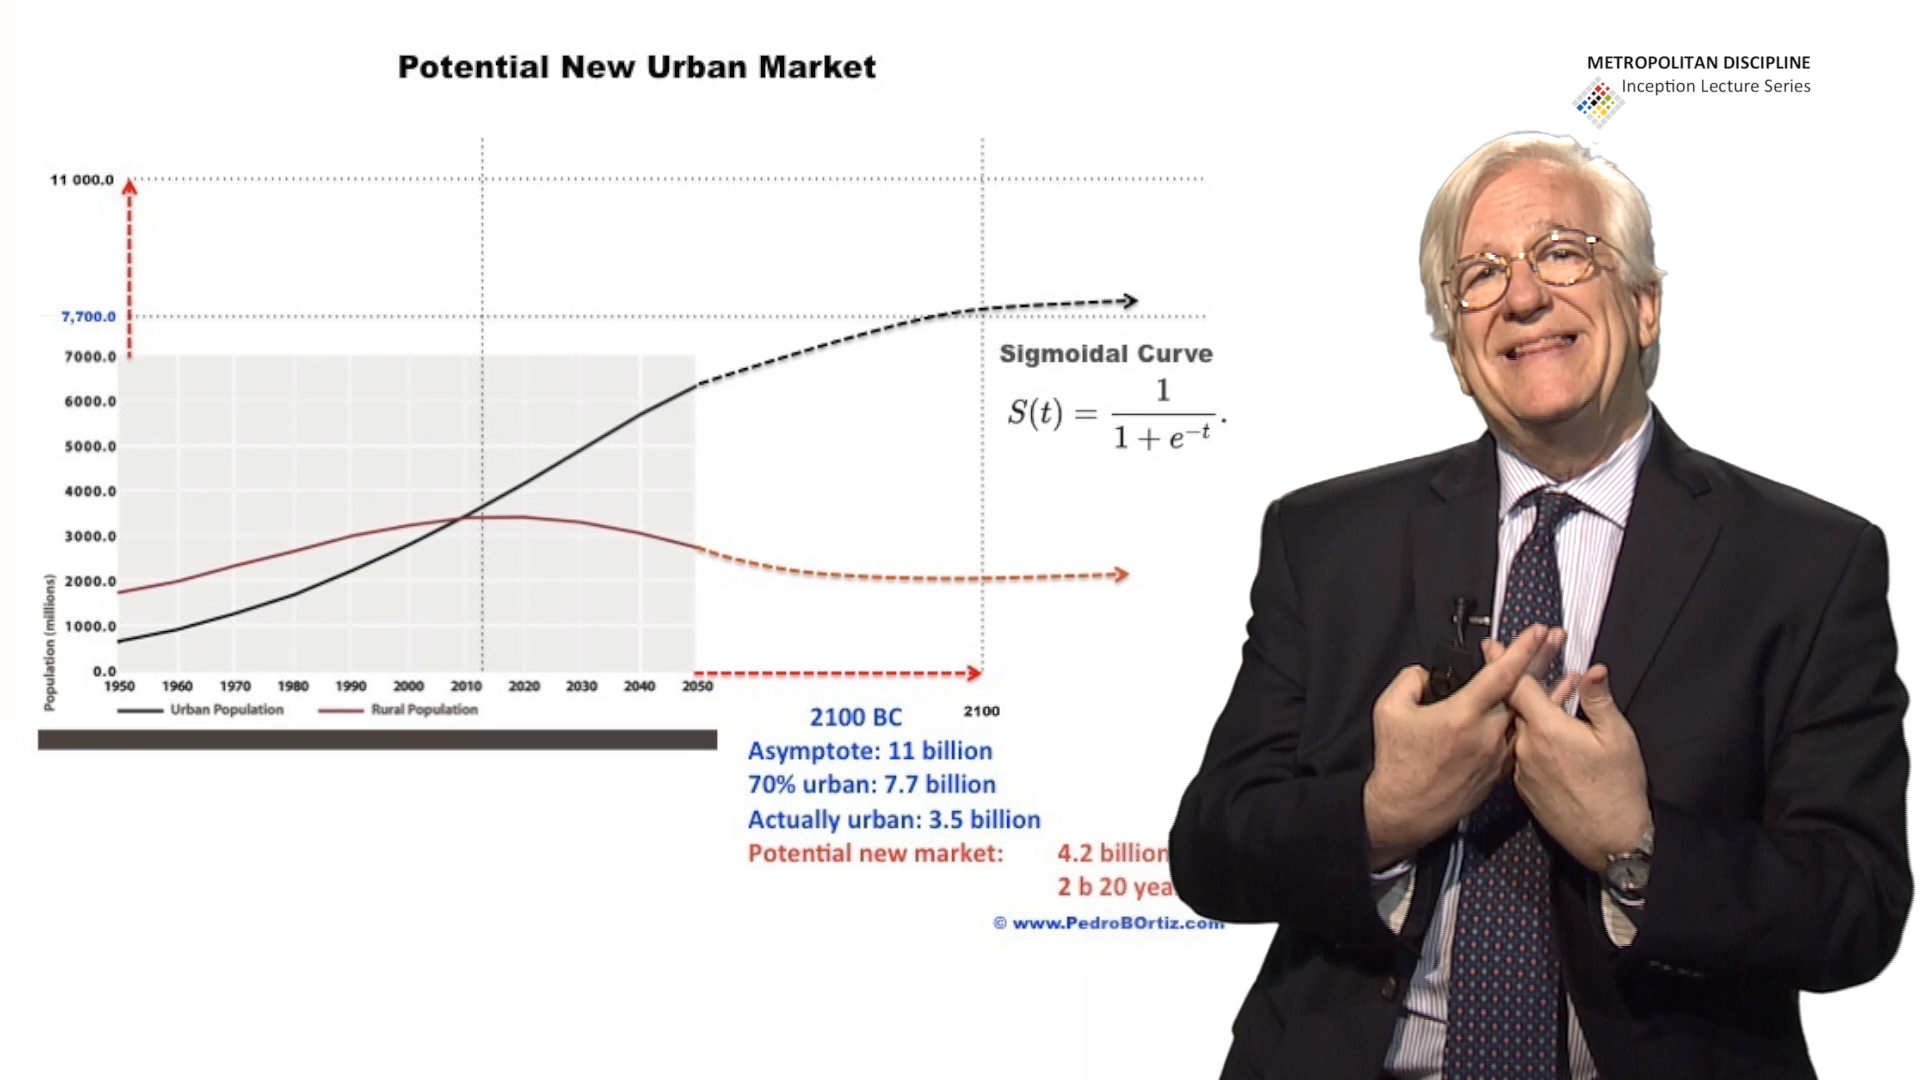 Potential New Urban Market
METROPOLITAN DISCIPLINE
Inception Lecture Series
11 000.0
7,700.0
7000.0
6000.0
5000.0
4000.0
3000.0
2000.0
1000.0
0.0
Population (millions)
1950 1960 1970 1980 1990 2000 2010 2020 2030 2040 2050
2100
Urban Population Rural Population
Sigmoidal Curve
S(t) = 1 / (1 + e^{-t}).
2100 BC
Asymptote: 11 billion
70% urban: 7.7 billion
Actually urban: 3.5 billion
Potential new market: 4.2 billion
2 b 20 yea
© www.PedroBOrtiz.com